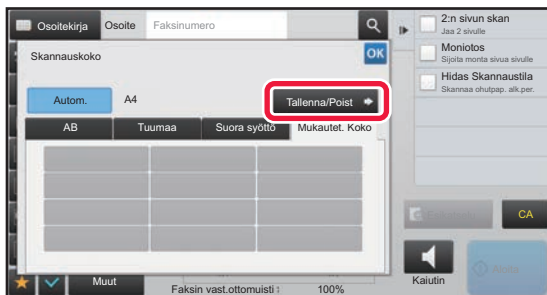 Osoitekirja
Osoite
Faksinumero
Skannauskoko
OK
Autom.
A4
Tallenna/Poist
AB
Tuumaa
Suora syöttö
Mukautet. Koko
2:n sivun skan
Jaa 2 sivulle
Moniotos
Sijoita monta sivua sivulle
Hidas Skannaustila
Skannaa ohutpap. alk.per.
CA
Kaiutin
Muut
Faksin vast.ottomuisti : 100%